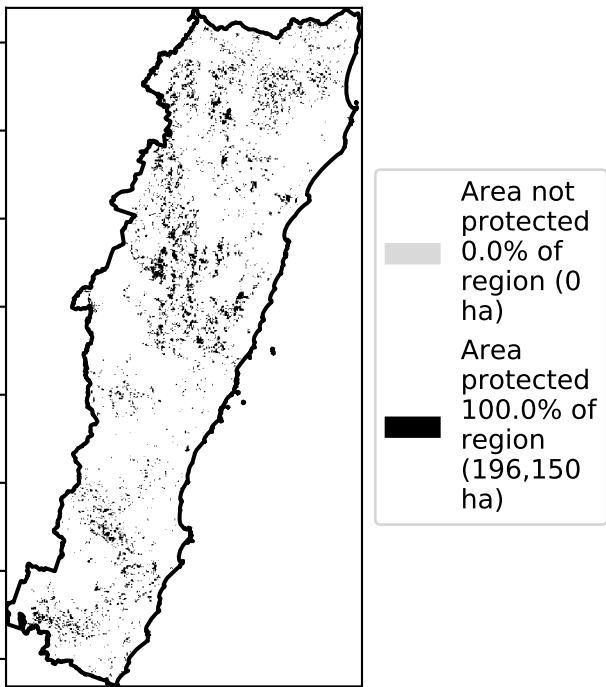 Area not
protected
0.0% of
region (0
ha)
Area
protected
100.0% of
region
(196,150
ha)